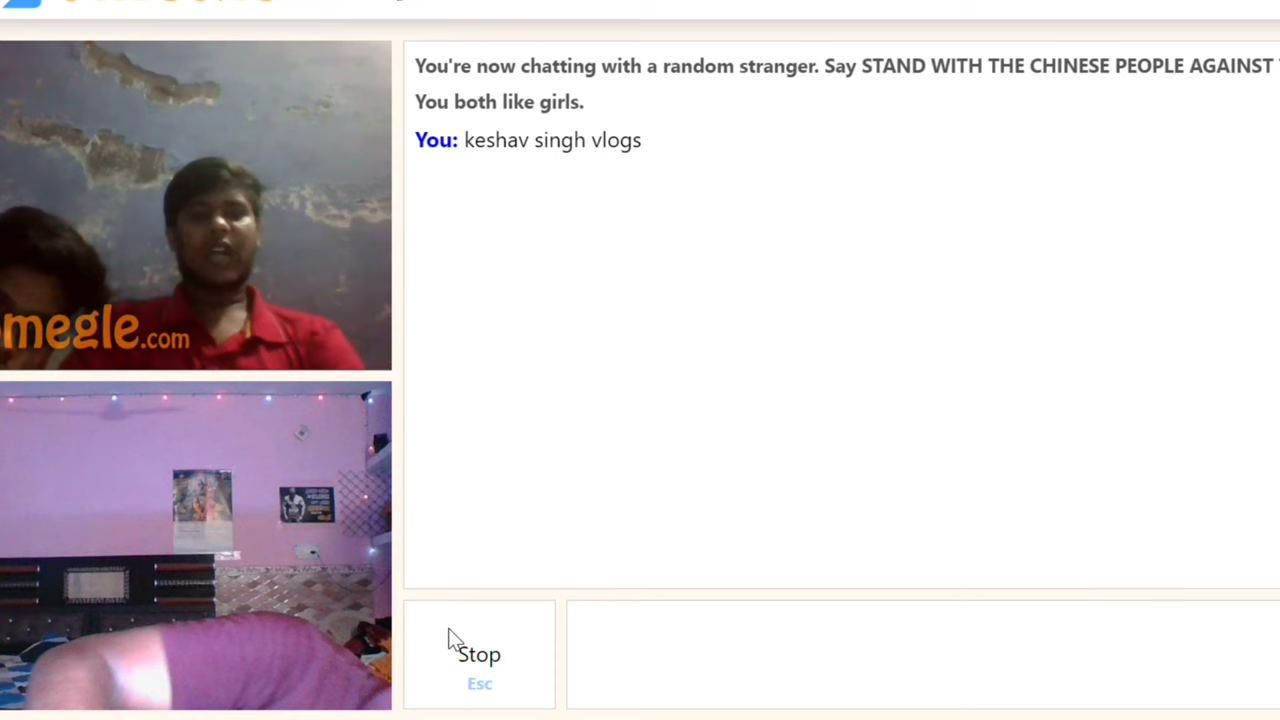 You're now chatting with a random stranger. Say STAND WITH THE CHINESE PEOPLE AGAINST
You both like girls.
You: keshav singh vlogs
omegle.com
Stop
Esc